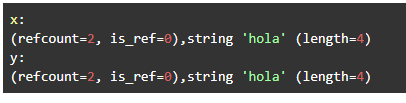 x:
(refcount=2, is_ref=0),string 'hola' (length=4)
y:
(refcount=2, is_ref=0),string 'hola' (length=4)